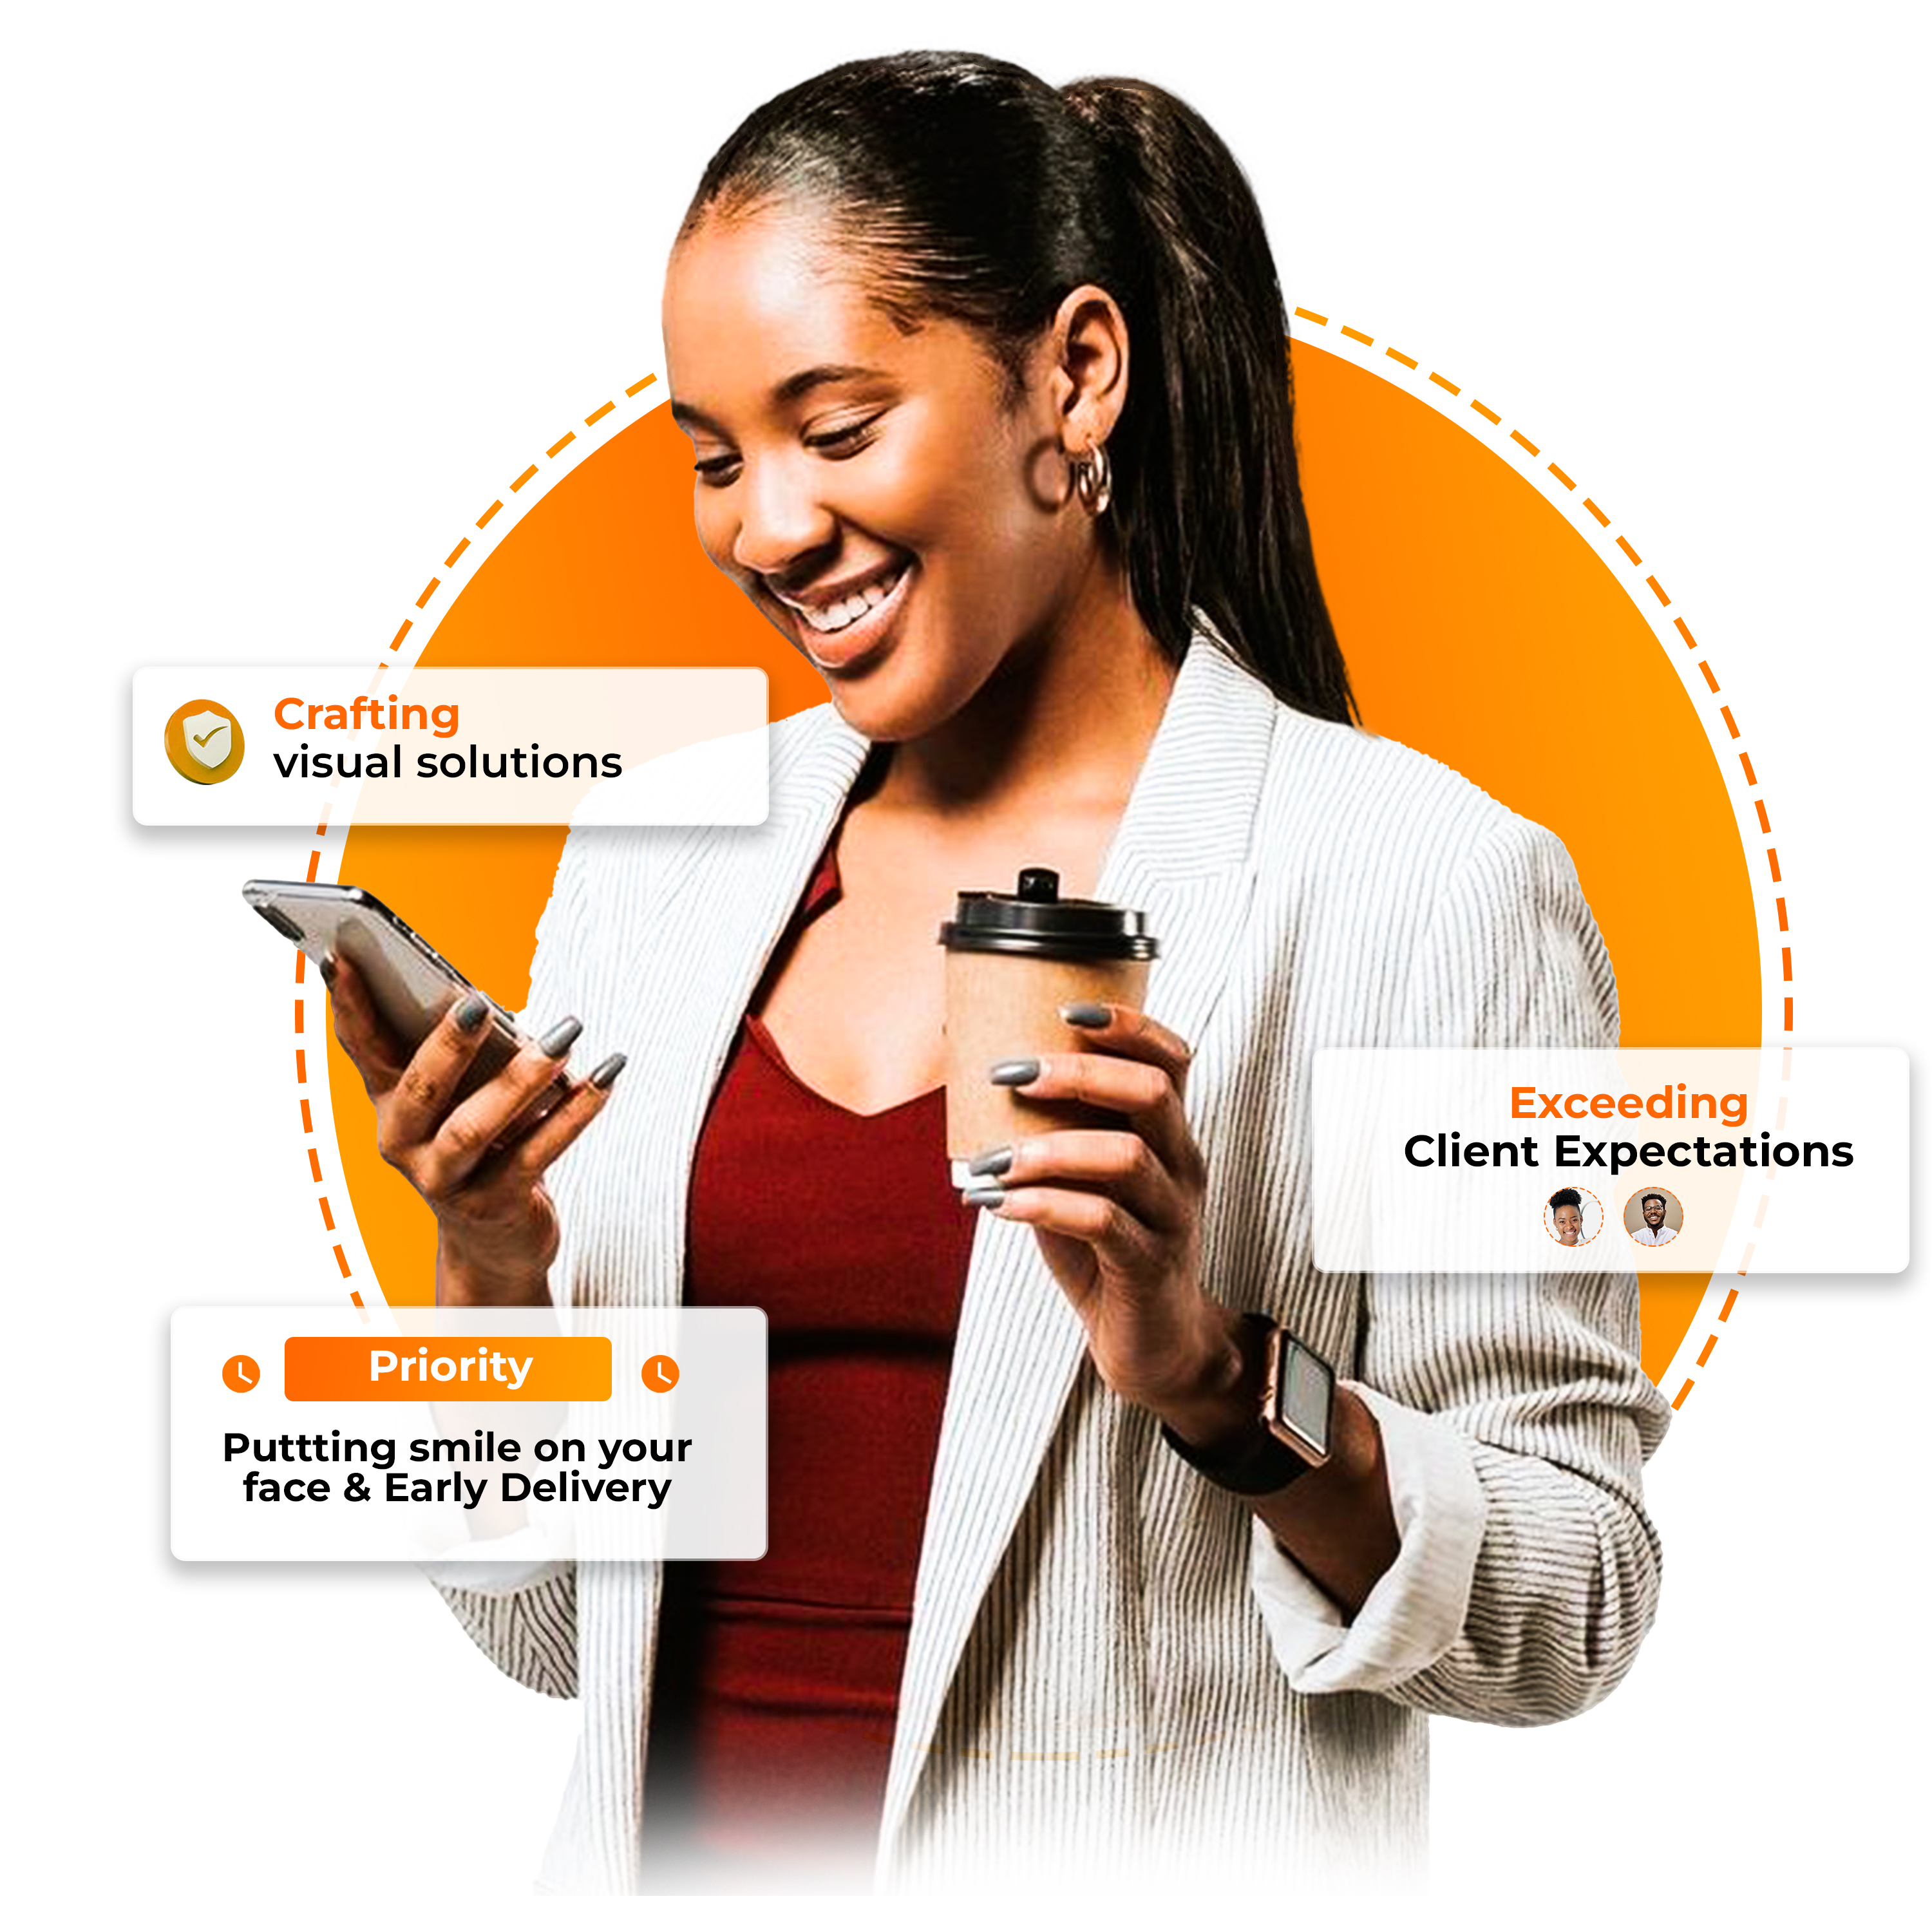 Crafting
visual solutions
Exceeding
Client Expectations
Priority
Puttting smile on your
face & Early Delivery